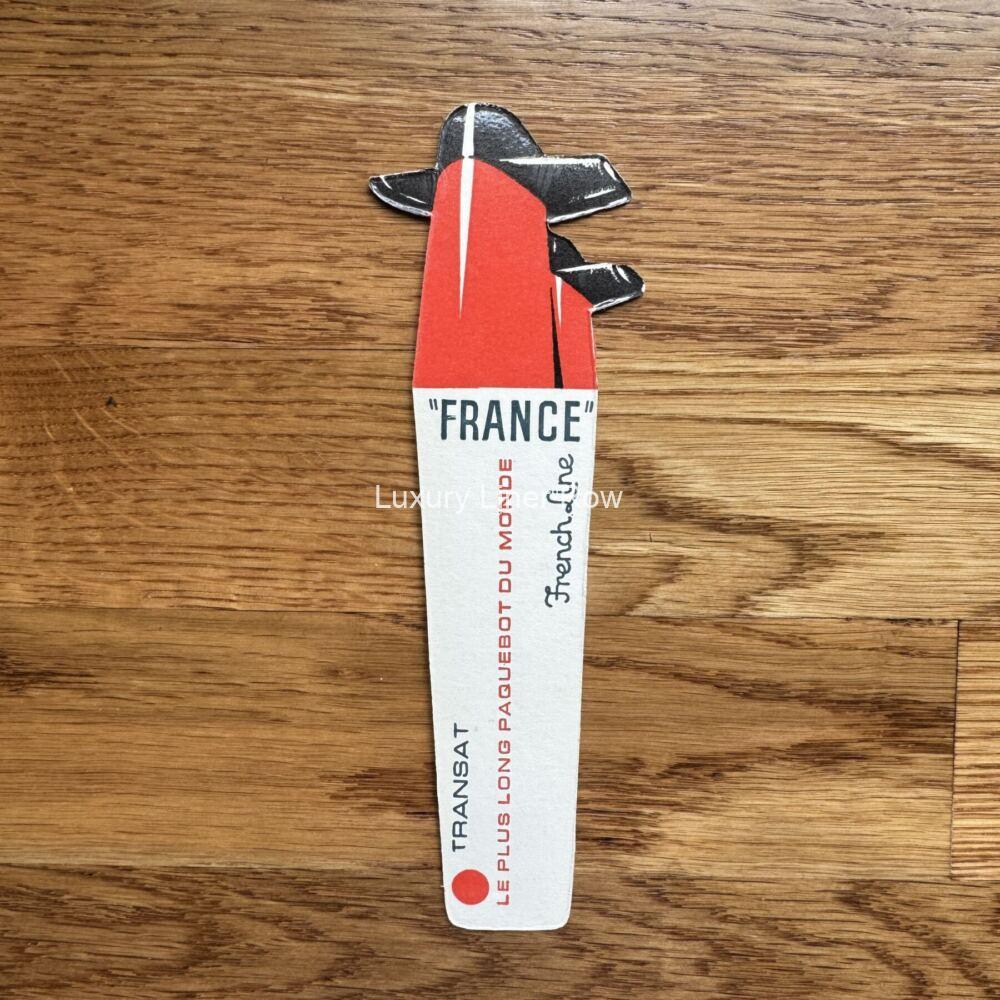 "FRANCE"
French Line
LE PLUS LONG PAQUEBOT DU MONDE
TRANSAT
Luxury Liner Row